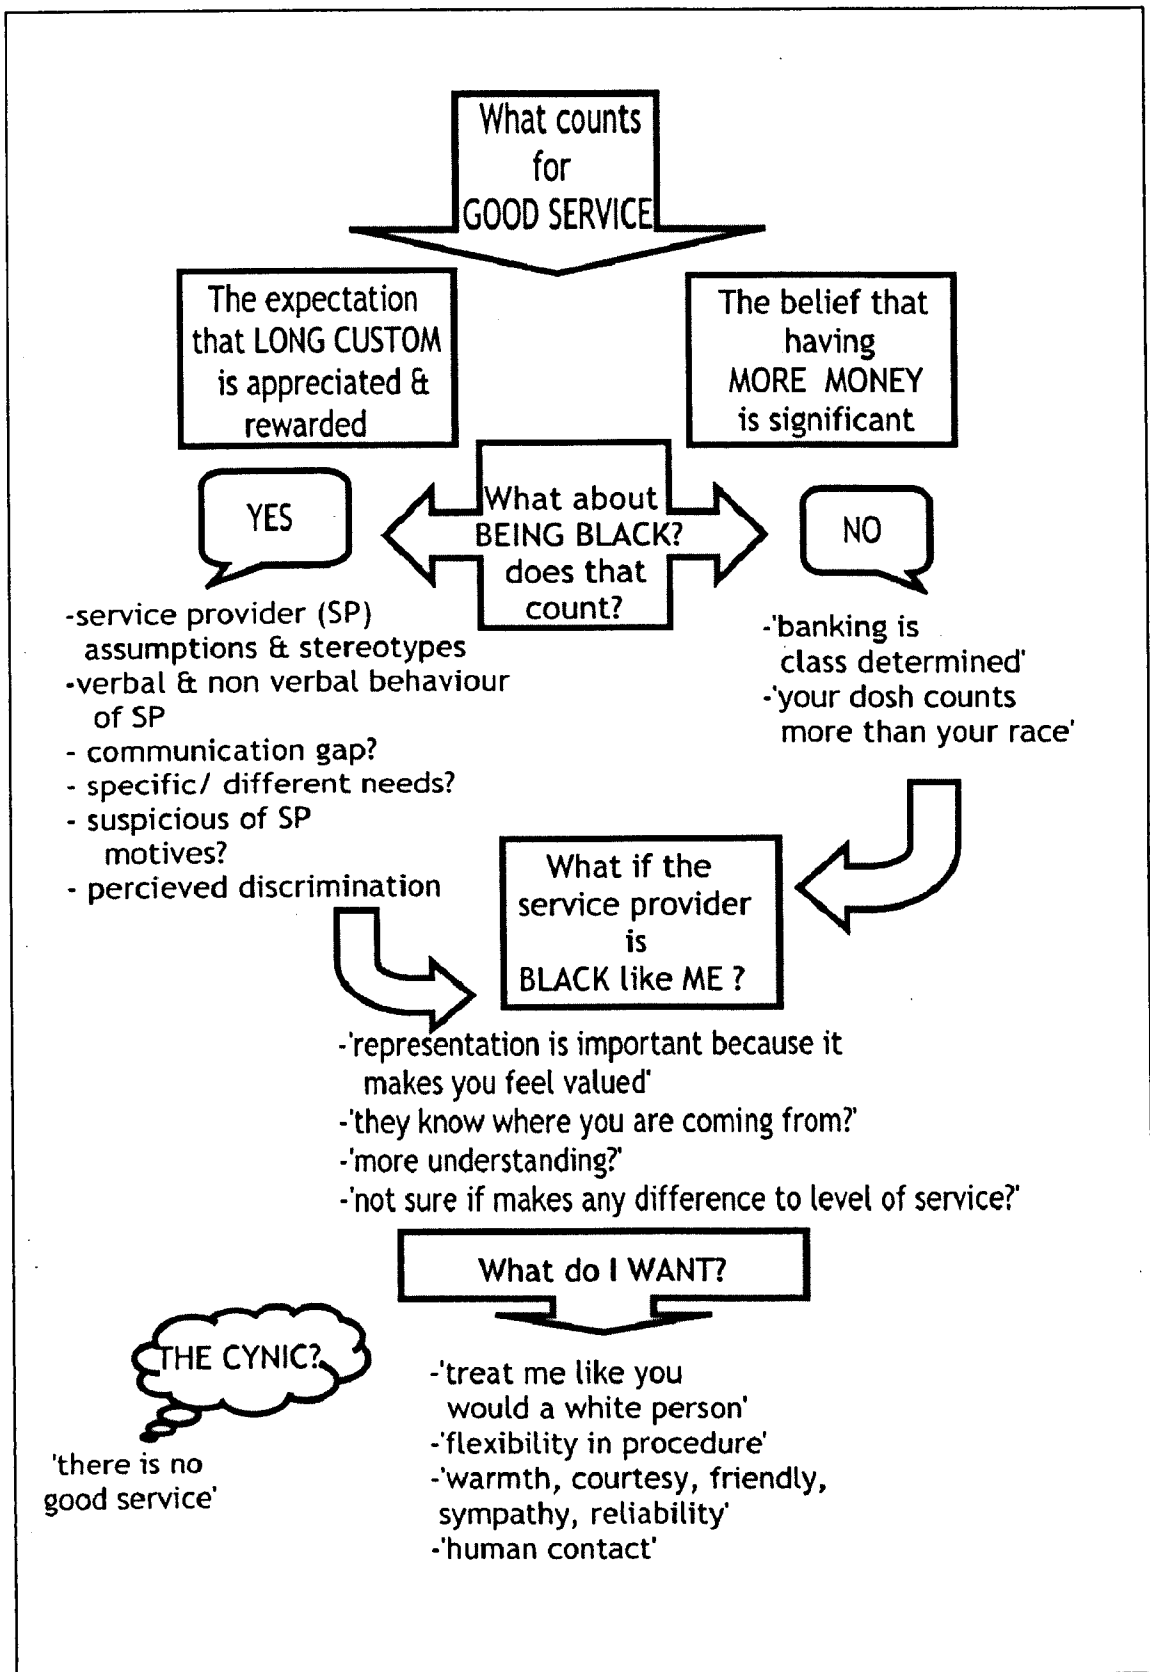 What counts
for
GOOD SERVICE
The expectation
that LONG CUSTOM
is appreciated &
rewarded
The belief that
having
MORE MONEY
is significant
YES
What about
BEING BLACK?
does that
count?
NO
-service provider (SP)
assumptions & stereotypes
-verbal & non verbal behaviour
of SP
- communication gap?
- specific/ different needs?
- suspicious of SP
motives?
- percieved discrimination
-'banking is
class determined'
-'your dosh counts
more than your race'
What if the
service provider
is
BLACK like ME ?
-'representation is important because it
makes you feel valued'
-'they know where you are coming from?'
-'more understanding?'
-'not sure if makes any difference to level of service?'
What do I WANT?
THE CYNIC?
'there is no
good service'
-'treat me like you
would a white person'
-'flexibility in procedure'
-'warmth, courtesy, friendly,
sympathy, reliability'
-'human contact'